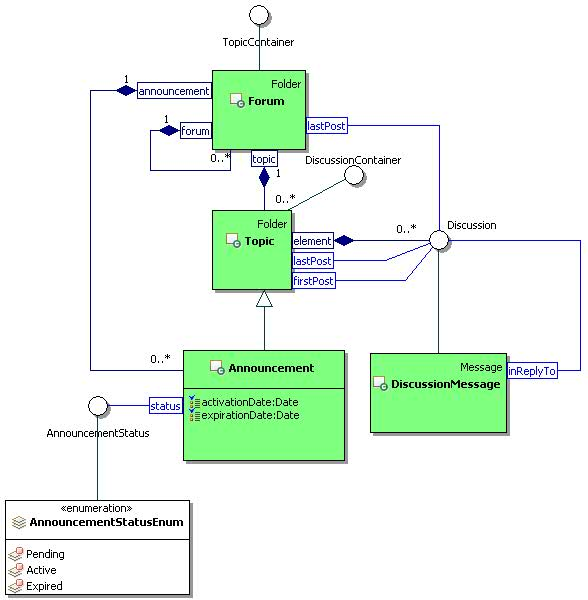 TopicContainer
1
announcement
Folder
Forum
1
forum
lastPost
0..*
topic
DiscussionContainer
1
0..*
Folder
Topic
element
0..*
Discussion
lastPost
firstPost
0..*
Announcement
Message
inReplyTo
DiscussionMessage
status
activationDate:Date
expirationDate:Date
AnnouncementStatus
«enumeration»
AnnouncementStatusEnum
Pending
Active
Expired